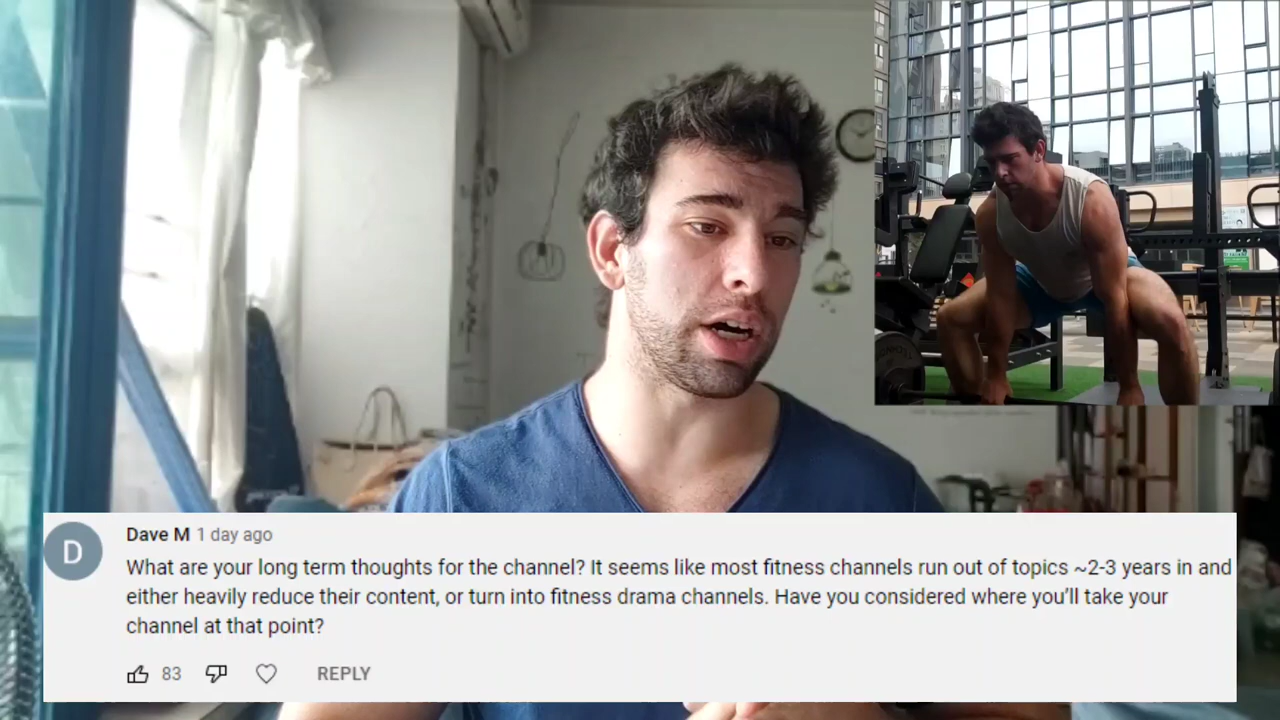 Dave M 1 day ago
What are your long term thoughts for the channel? It seems like most fitness channels run out of topics ~2-3 years in and
either heavily reduce their content, or turn into fitness drama channels. Have you considered where you'll take your
channel at that point?
83 REPLY
D